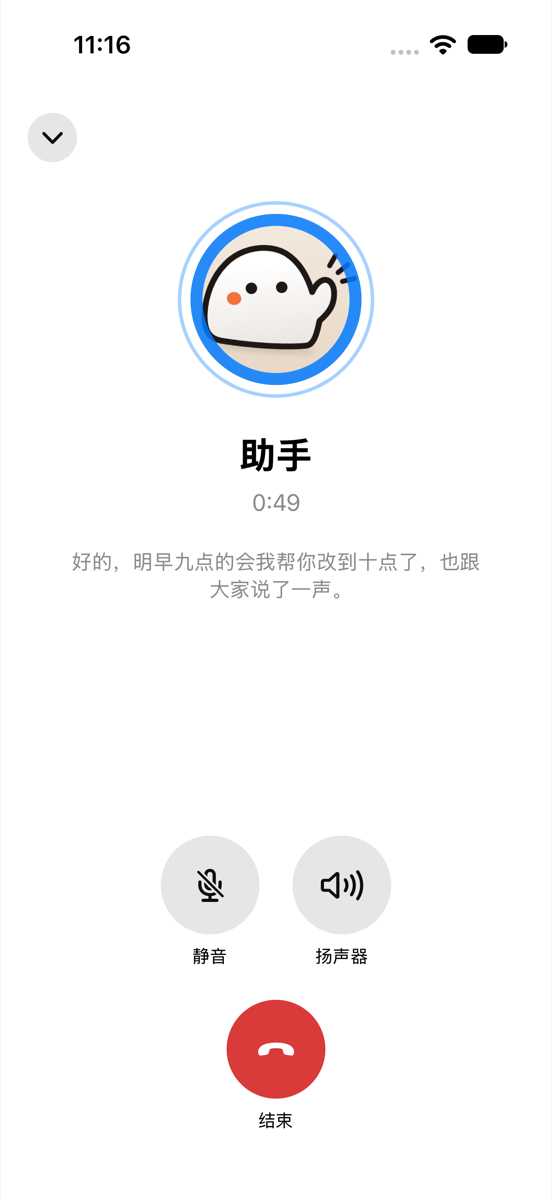 11:16
助手
0:49
好的，明早九点的会我帮你改到十点了，也跟
大家说了一声。
静音
扬声器
结束